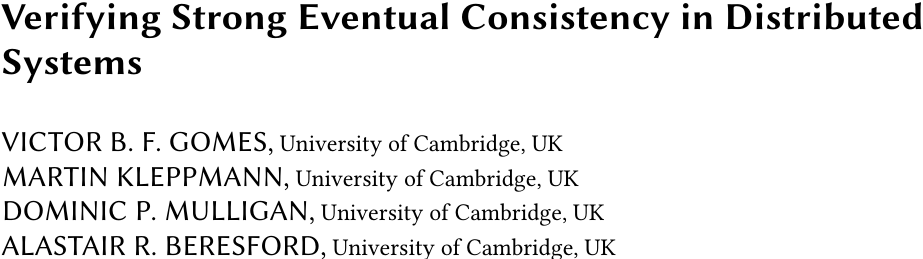 Verifying Strong Eventual Consistency in Distributed
Systems
VICTOR B. F. GOMES, University of Cambridge, UK
MARTIN KLEPPMANN, University of Cambridge, UK
DOMINIC P. MULLIGAN, University of Cambridge, UK
ALASTAIR R. BERESFORD, University of Cambridge, UK